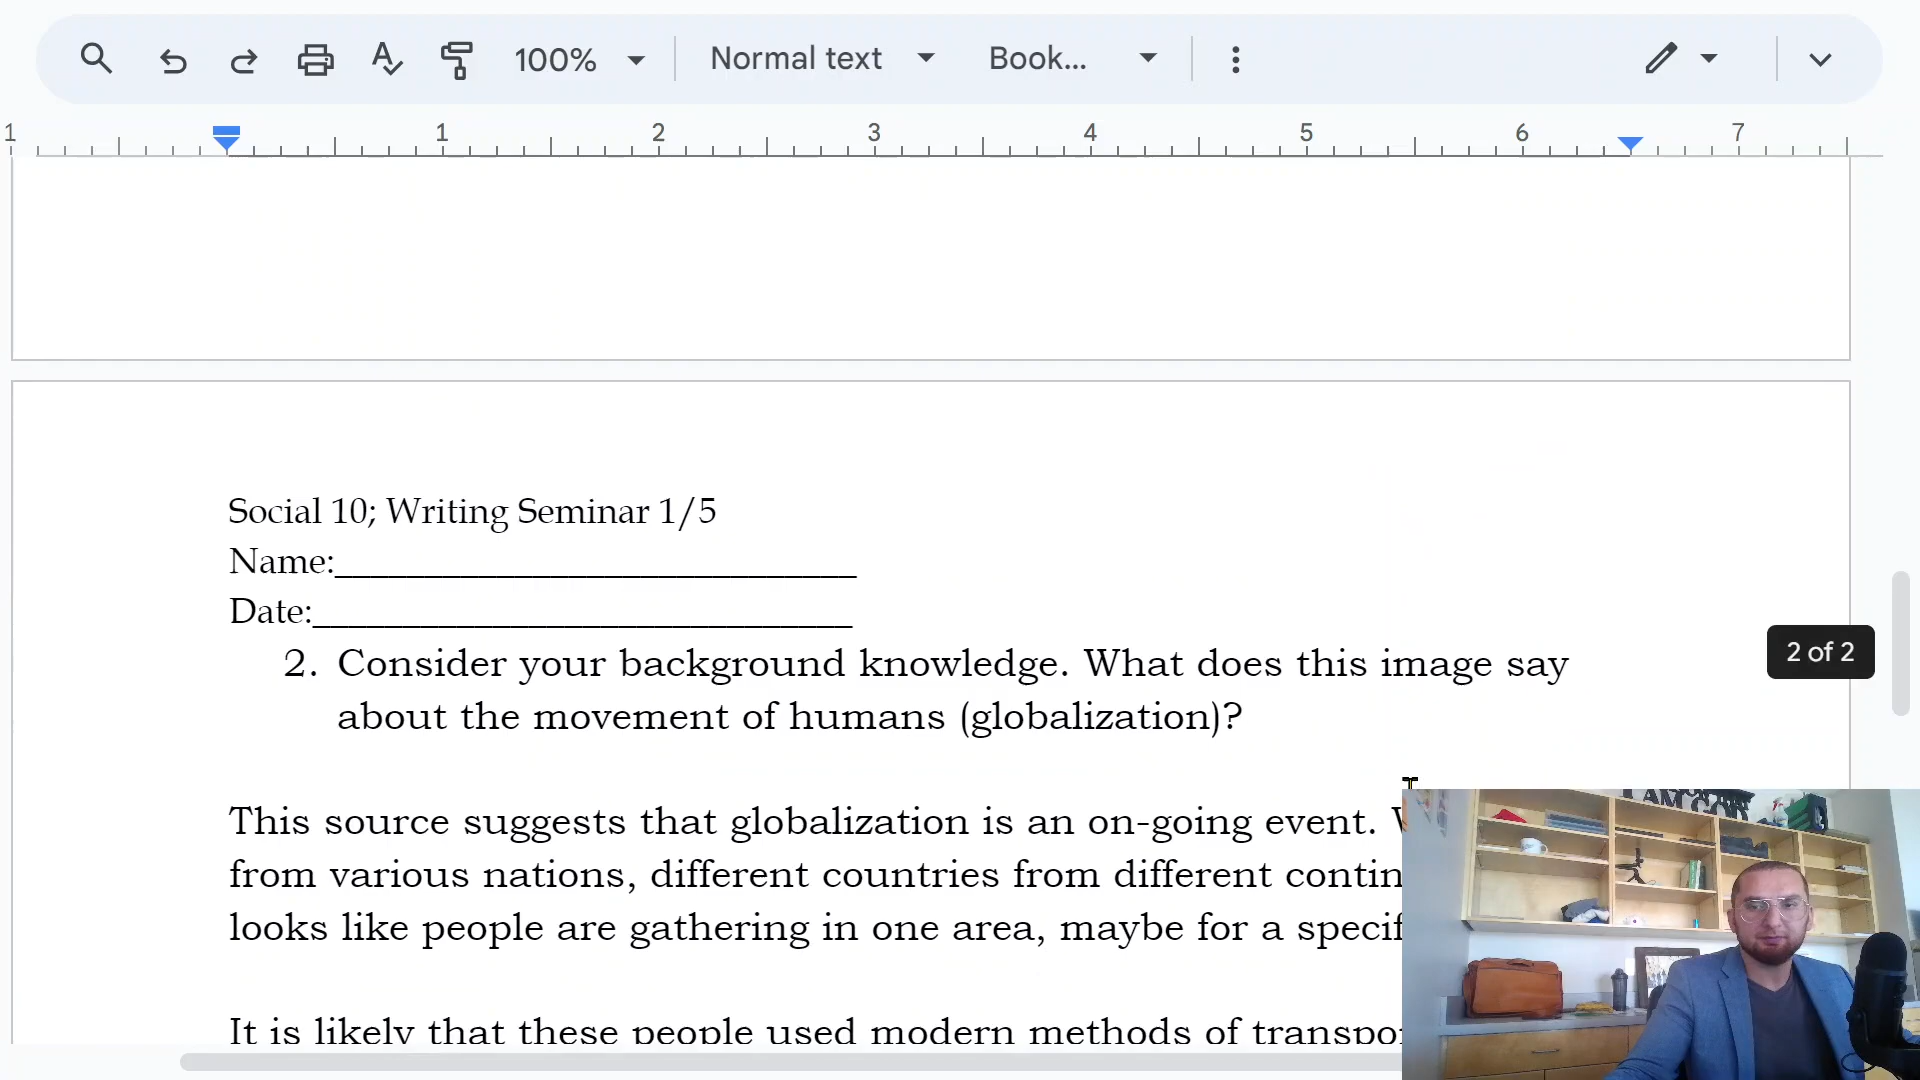 100% Normal text Book...
1 1 2 3 4 5 6 7
Social 10; Writing Seminar 1/5
Name:____________________________
Date:_____________________________
2. Consider your background knowledge. What does this image say
about the movement of humans (globalization)?
2 of 2
This source suggests that globalization is an on-going event.
from various nations, different countries from different contin
looks like people are gathering in one area, maybe for a specif
It is likely that these people used modern methods of transpo